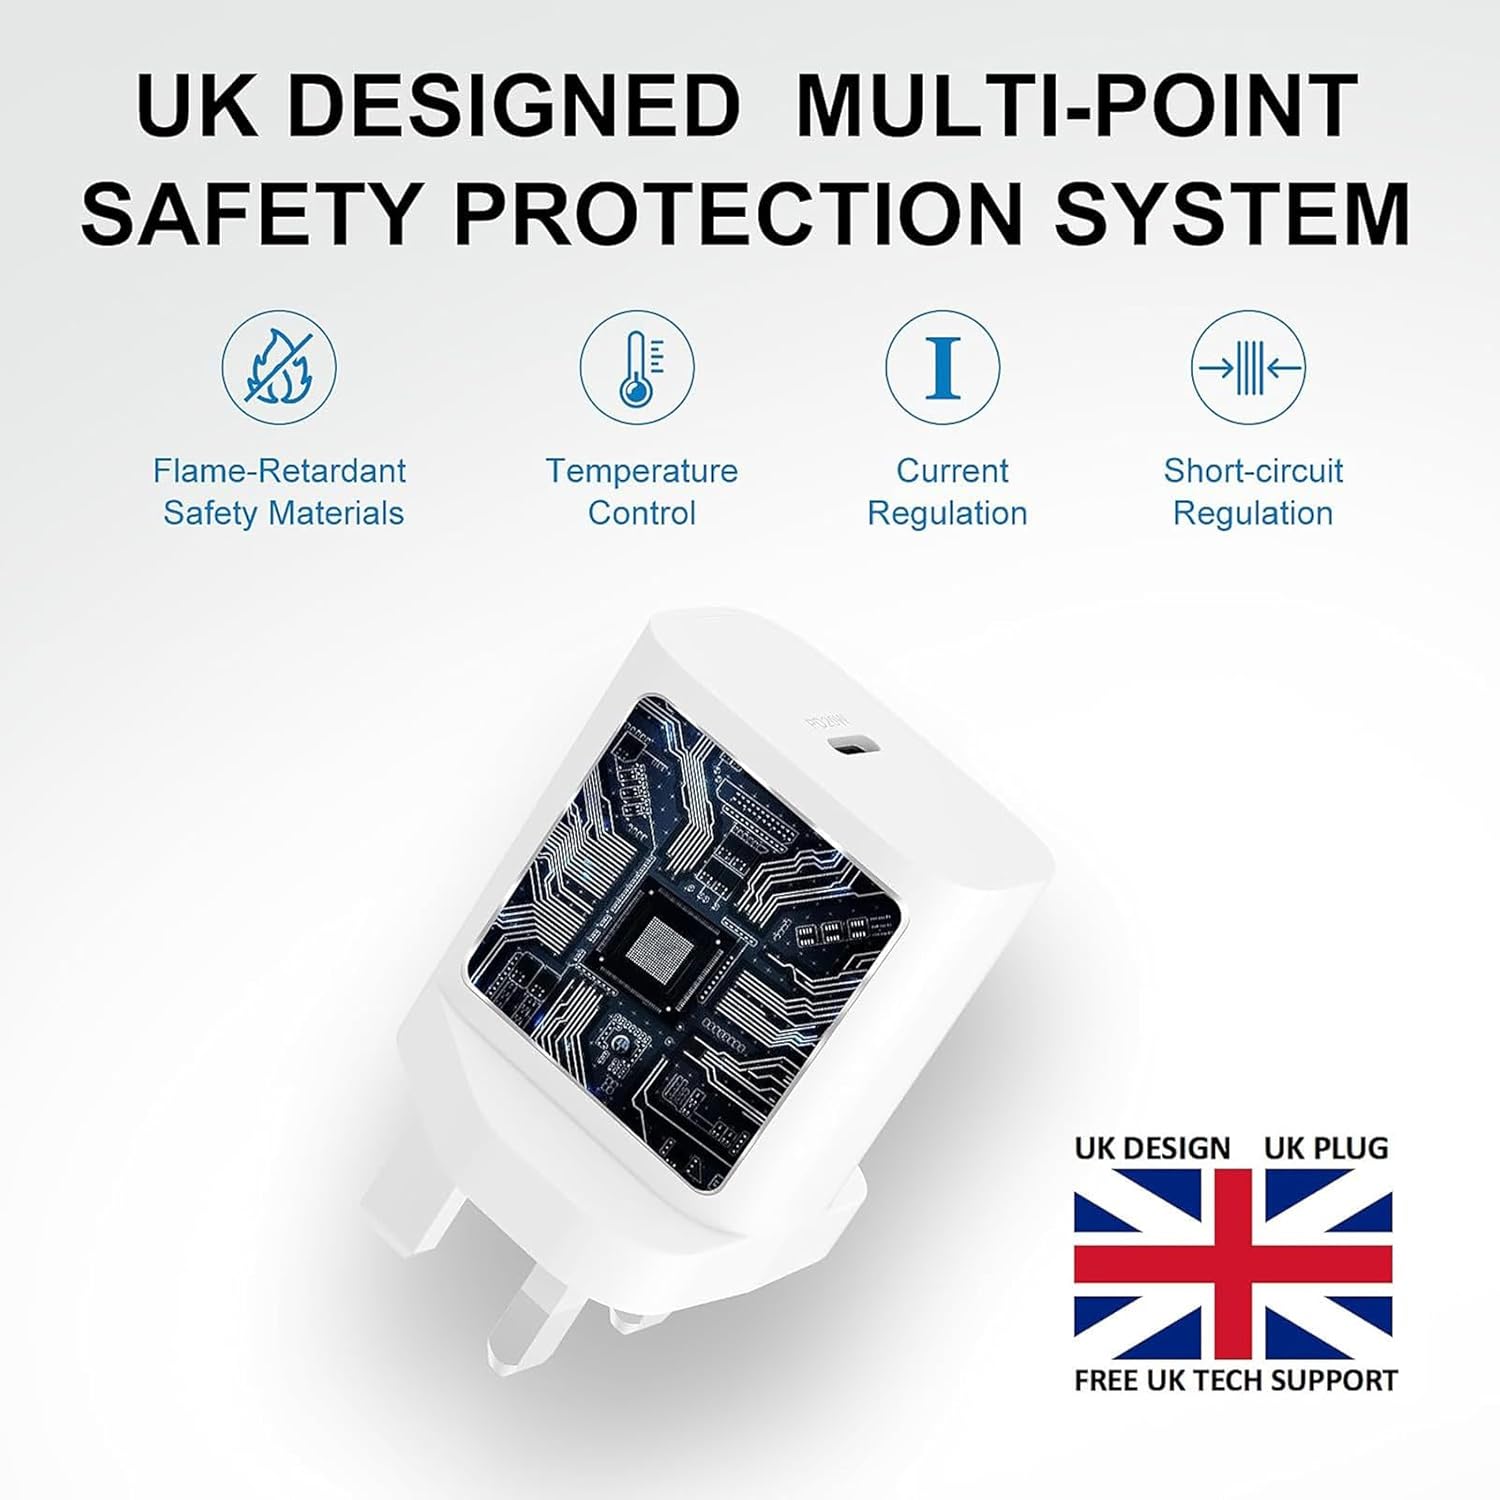 UK DESIGNED MULTI-POINT
SAFETY PROTECTION SYSTEM
Flame-Retardant
Safety Materials
Temperature
Control
Current
Regulation
Short-circuit
Regulation
PD20W
UK DESIGN UK PLUG
FREE UK TECH SUPPORT